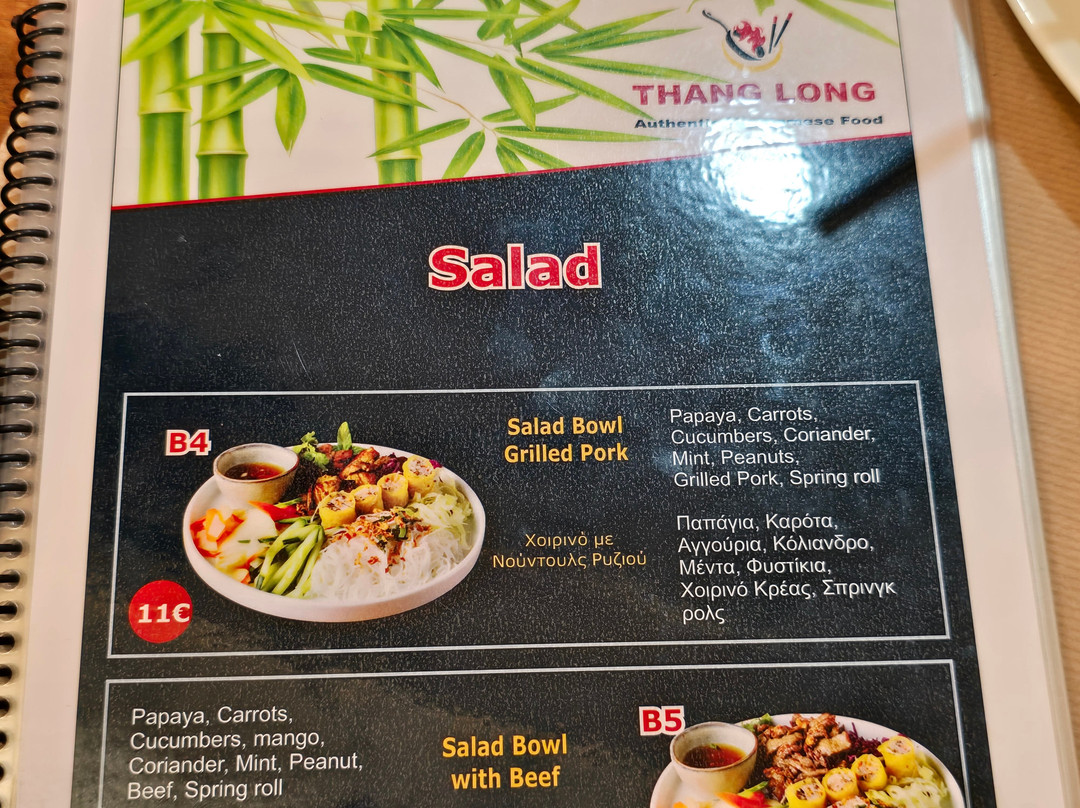 THANG LONG
Food
Salad
B4
Salad Bowl
Grilled Pork
Papaya, Carrots,
Cucumbers, Coriander,
Mint, Peanuts,
Grilled Pork, Spring roll
Χοιρινό με
Νούντουλς Ρυζιού
Παπάγια, Καρότα,
Αγγούρια, Κόλιανδρο,
Μέντα, Φυστίκια,
Χοιρινό Κρέας, Σπρινγκ
ρολς
11€
Papaya, Carrots,
Cucumbers, mango,
Coriander, Mint, Peanut,
Beef, Spring roll
Salad Bowl
with Beef
B5